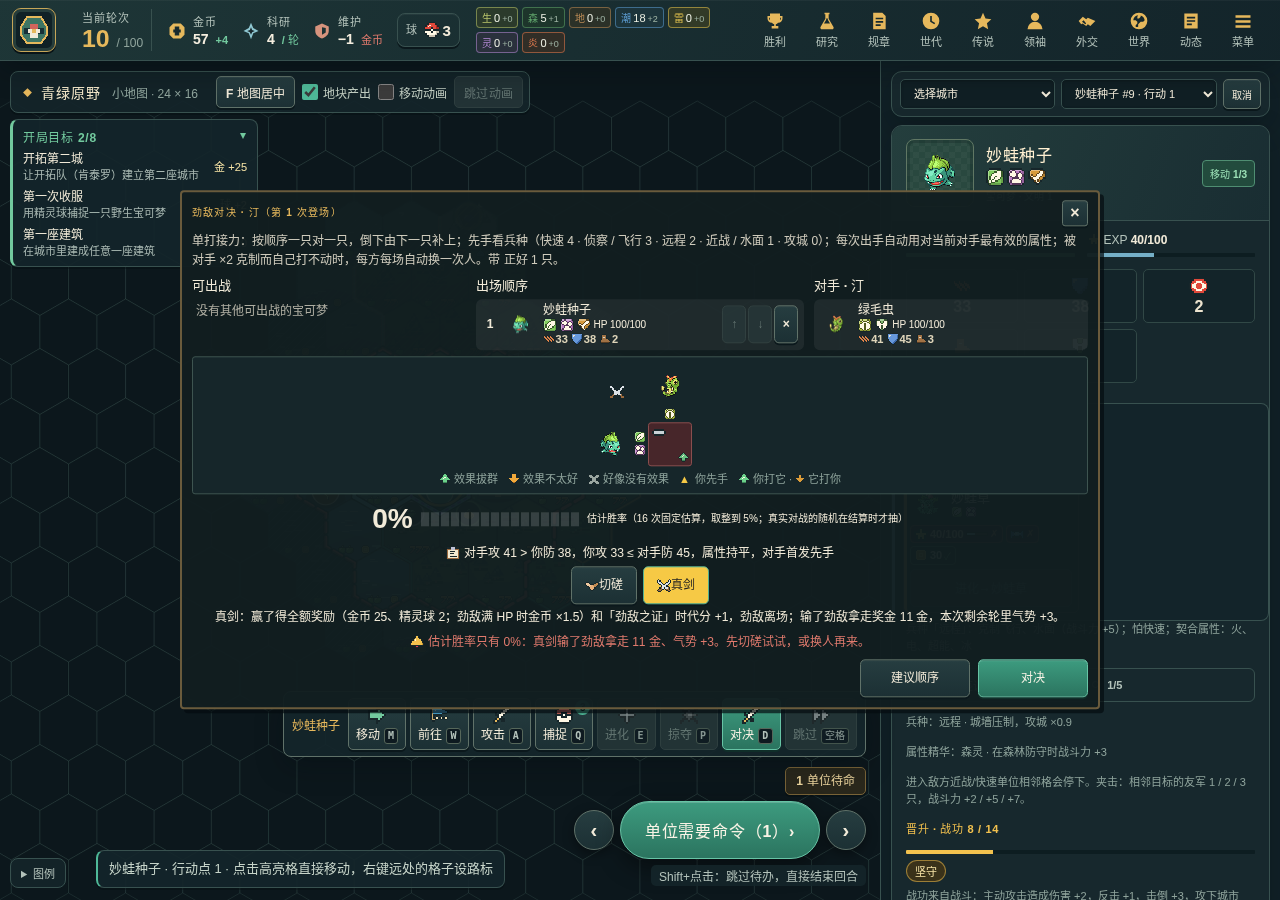 当前轮次
10 / 100
金币
57 +4
科研
4 / 轮
维护
−1 金币
球 3
生 0 +0
森 5 +1
地 0 +0
潮 18 +2
雷 0 +0
灵 0 +0
炎 0 +0
胜利
研究
规章
世代
传说
领袖
外交
世界
动态
菜单
青绿原野
小地图 · 24 × 16
F 地图居中
地块产出
移动动画
跳过动画
选择城市
妙蛙种子 #9 · 行动 1
取消
开局目标 2/8
开拓第二城
让开拓队（肯泰罗）建立第二座城市
金 +25
第一次收服
用精灵球捕捉一只野生宝可梦
第一座建筑
在城市里建成任意一座建筑
妙蛙种子
移动 1/3
EXP 40/100
2
劲敌对决 · 汀（第 1 次登场）
×
单打接力：按顺序一只对一只，倒下由下一只补上；先手看兵种（快速 4 · 侦察 / 飞行 3 · 远程 2 · 近战 / 水面 1 · 攻城 0）；每次出手自动用对当前对手最有效的属性；被
对手 ×2 克制而自己打不动时，每方每场自动换一次人。带 正好 1 只。
可出战
没有其他可出战的宝可梦
出场顺序
1
妙蛙种子
HP 100/100
33 38 2
↑ ↓ ×
对手 · 汀
绿毛虫
HP 100/100
41 45 3
效果拔群 效果不太好 好像没有效果 你先手 你打它 · 它打你
0%
估计胜率（16 次固定估算，取整到 5%；真实对战的随机在结算时才抽）
对手攻 41 > 你防 38，你攻 33 ≤ 对手防 45，属性持平，对手首发先手
切磋
真剑
真剑：赢了得全额奖励（金币 25、精灵球 2；劲敌满 HP 时金币 ×1.5）和「劲敌之证」时代分 +1，劲敌离场；输了劲敌拿走奖金 11 金，本次剩余轮里气势 +3。
估计胜率只有 0%：真剑输了劲敌拿走 11 金、气势 +3。先切磋试试，或换人再来。
建议顺序
对决
+5）；怕快速；契合属性：火、
1/5
兵种：远程 · 城墙压制，攻城 ×0.9
属性精华：森灵 · 在森林防守时战斗力 +3
进入敌方近战/快速单位相邻格会停下。夹击：相邻目标的友军 1 / 2 / 3
只，战斗力 +2 / +5 / +7。
晋升 · 战功 8 / 14
坚守
战功来自战斗：主动攻击造成伤害 +2，反击 +1，击倒 +3，攻下城市
妙蛙种子
移动 M
前往 W
攻击 A
捕捉 Q
进化 E
掠夺 P
对决 D
跳过 空格
1 单位待命
‹
单位需要命令（1） ›
›
Shift+点击：跳过待办，直接结束回合
图例
妙蛙种子 · 行动点 1 · 点击高亮格直接移动，右键远处的格子设路标